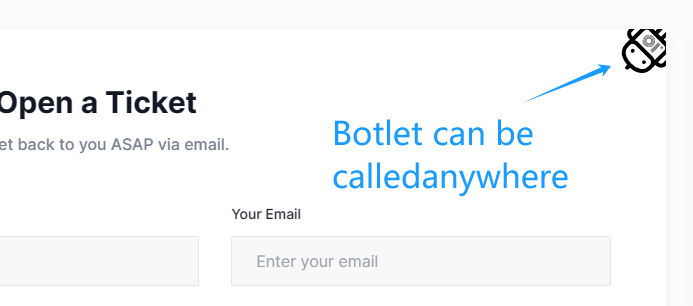 Open a Ticket
et back to you ASAP via email.
Botlet can be
calledanywhere
Your Email
Enter your email